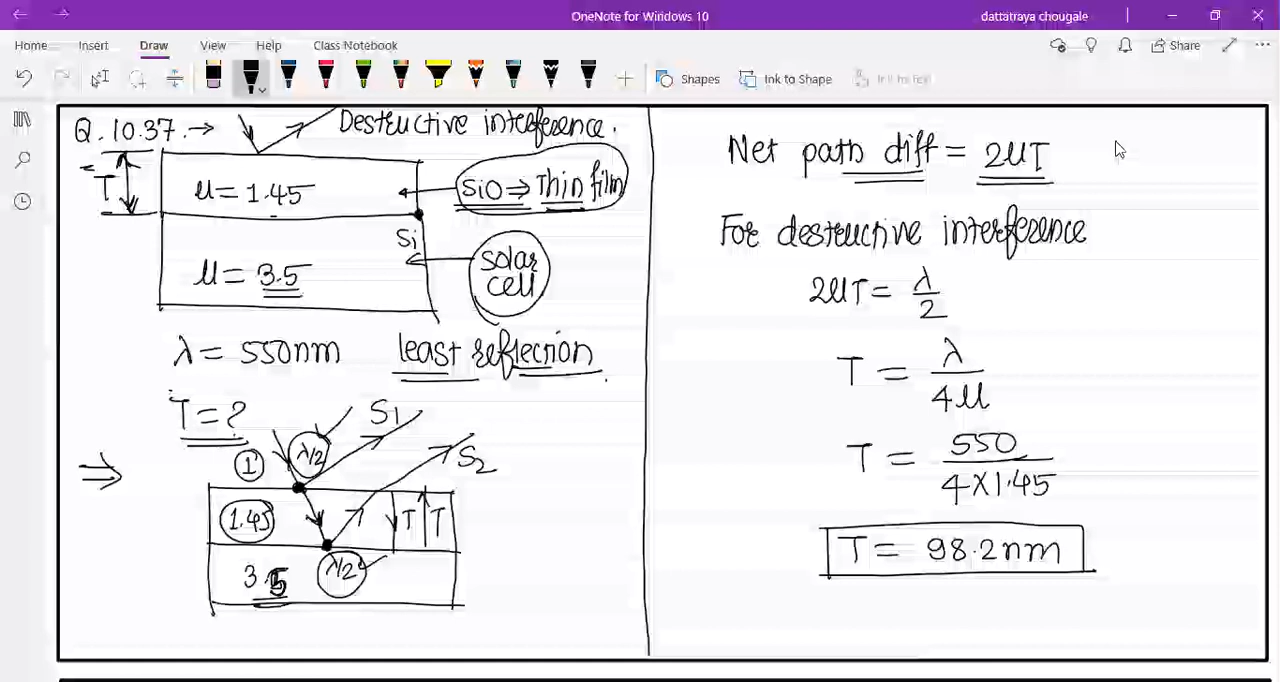 OneNote for Windows 10
dattatraya chougale
Home Insert Draw View Help Class Notebook
Share
Shapes Ink to Shape Ink to Text
Q. 10.37. → Destructive interference.
T
μ = 1.45
SiO ⇒ Thin film
Si
μ = 3.5
solar
cell
λ = 550nm least reflection.
T = ?
S1
⇒ 1 λ/2
S2
1.45 T T
3.5 λ/2
Net path diff = 2μT
For destructive interference
2μT = λ/2
T = λ/4μ
T = 550/4×1.45
T = 98.2nm